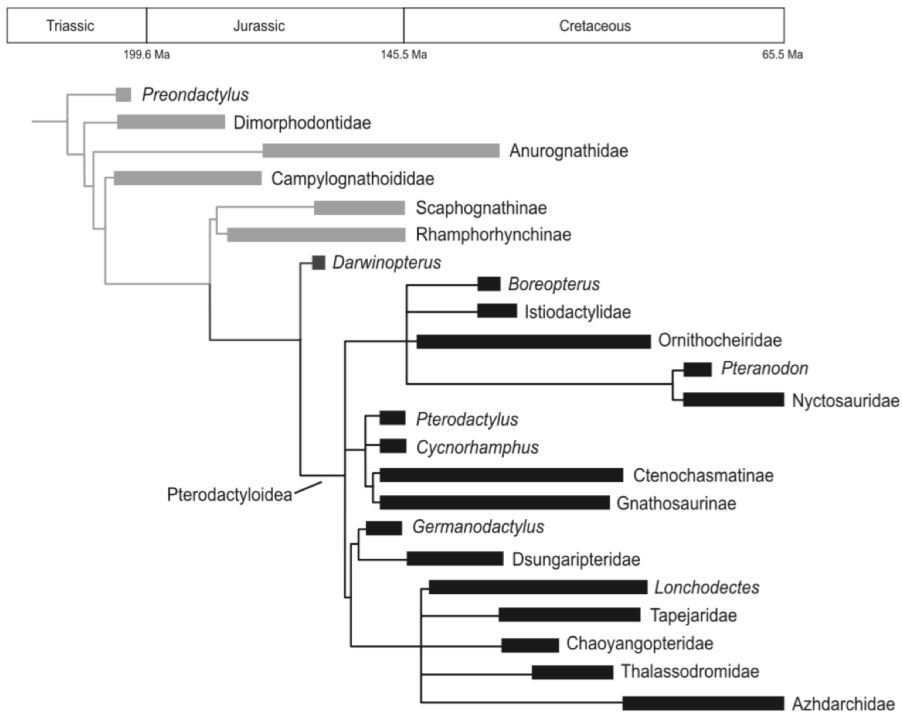 Triassic Jurassic Cretaceous
199.6 Ma 145.5 Ma 65.5 Ma
Preondactylus
Dimorphodontidae
Anurognathidae
Campylognathoididae
Scaphognathinae
Rhamphorhynchinae
Darwinopterus
Boreopterus
Istiodactylidae
Ornithocheiridae
Pteranodon
Nyctosauridae
Pterodactylus
Cycnorhamphus
Ctenochasmatinae
Pterodactyloidea
Gnathosaurinae
Germanodactylus
Dsungaripteridae
Lonchodectes
Tapejaridae
Chaoyangopteridae
Thalassodromidae
Azhdarchidae